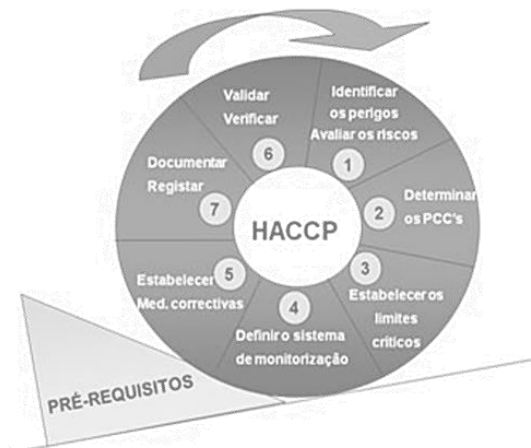 Identificar
os perigos
Avaliar os riscos
1
2
Determinar
os PCC's
3
Estabelecer os
limites
críticos
4
Definir o sistema
de monitorização
5
Estabelecer
Med. correctivas
Validar
Verificar
6
Documentar
Registar
7
HACCP
PRÉ-REQUISITOS